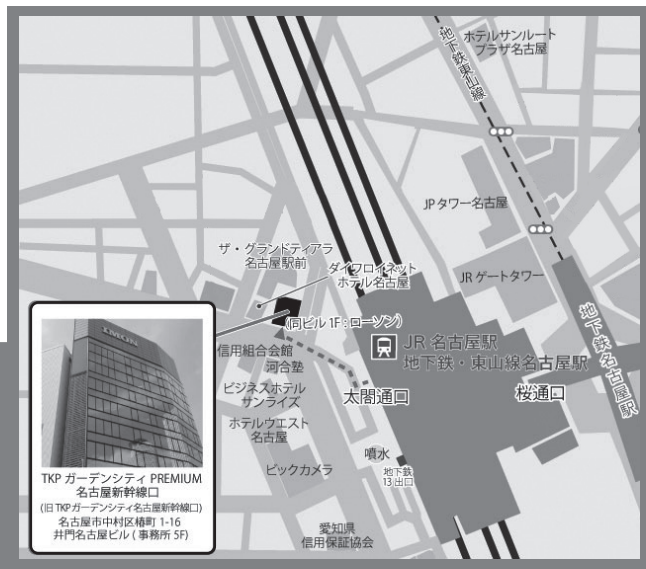 ホテルサンルート
プラザ名古屋
地下鉄東山線
JPタワー名古屋
ザ・グランドティアラ
名古屋駅前
ダイワロイネット
ホテル名古屋
JRゲートタワー
(同ビル1F:ローソン)
信用組合会館
河合塾
JR 名古屋駅
地下鉄・東山線名古屋駅
地下鉄名古屋駅
ビジネスホテル
サンライズ
太閤通口
桜通口
ホテルウエスト
名古屋
噴水
ビックカメラ
地下鉄
13出口
愛知県
信用保証協会
IMON
TKP ガーデンシティ PREMIUM
名古屋新幹線口
(旧 TKPガーデンシティ名古屋新幹線口)
名古屋市中村区椿町 1-16
井門名古屋ビル ( 事務所 5F)